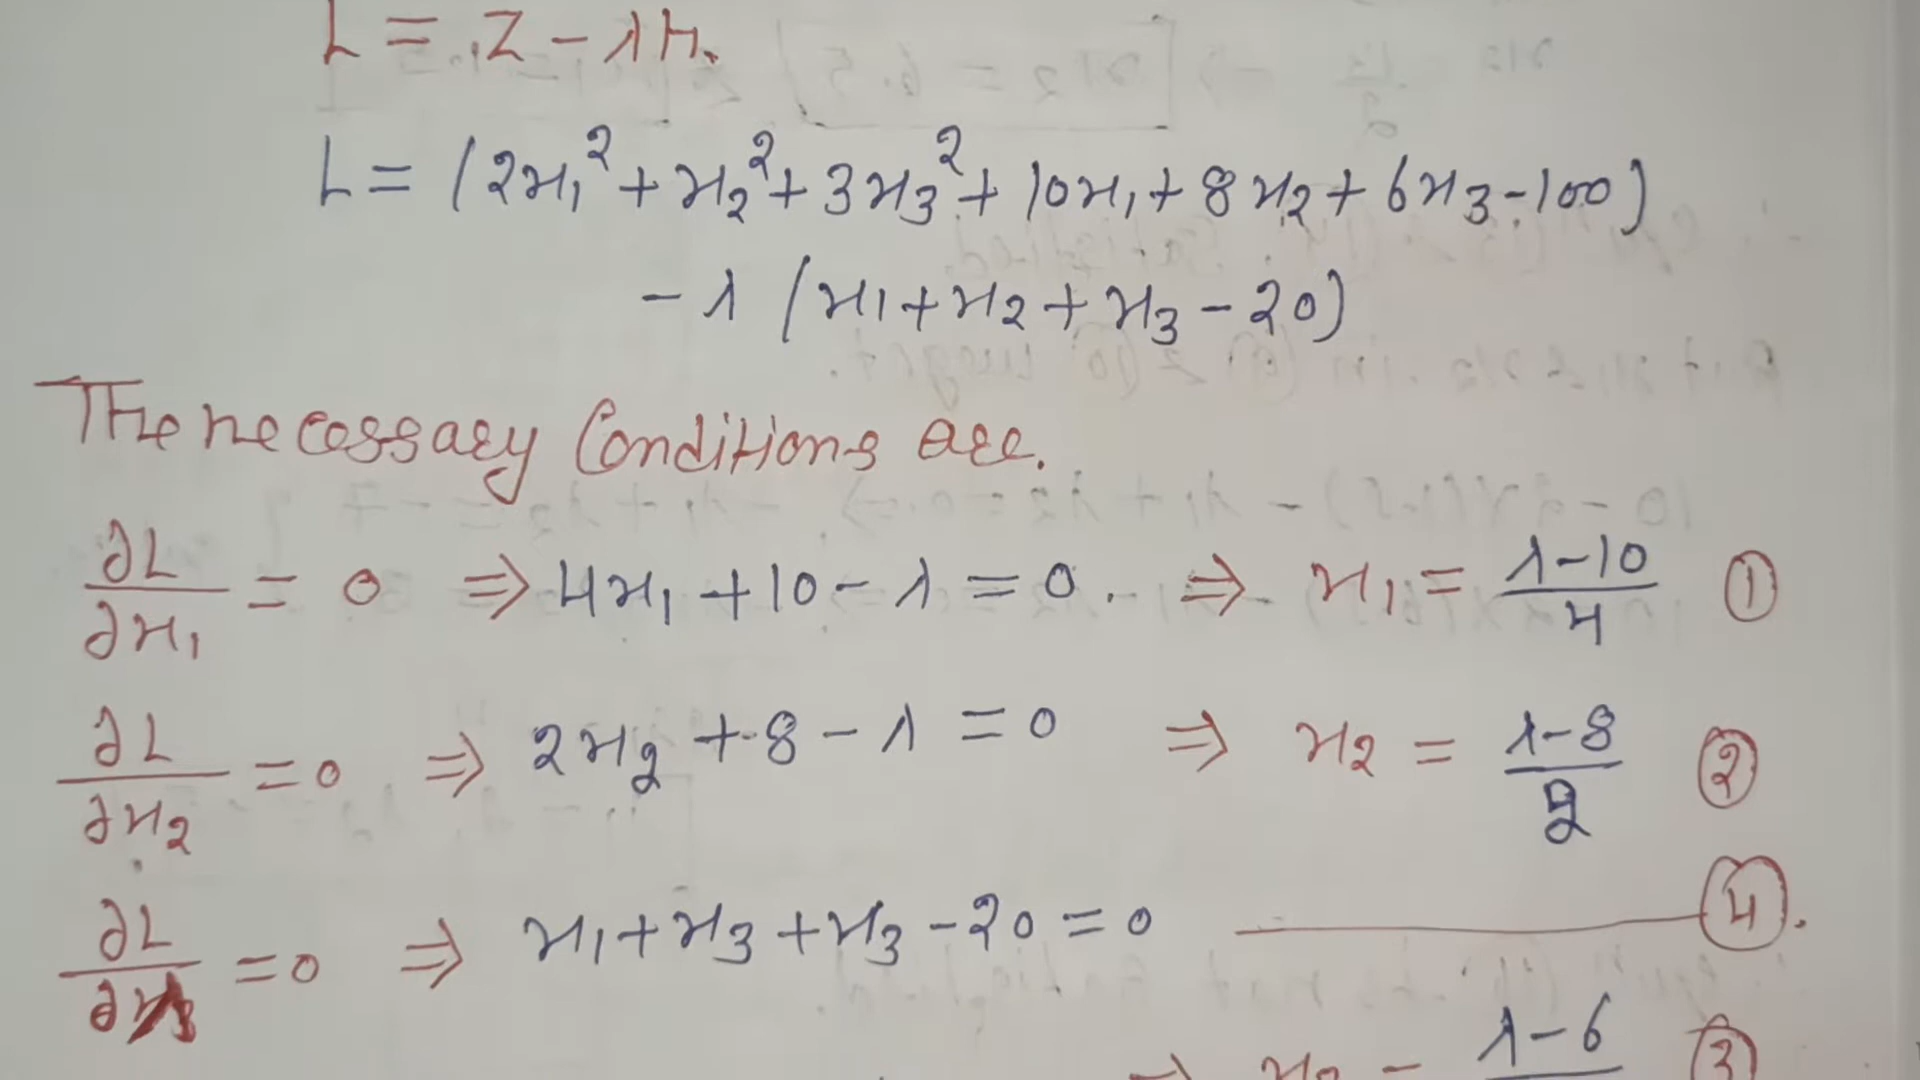 L = Z - λH.
L = (2x₁² + x₂² + 3x₃² + 10x₁ + 8x₂ + 6x₃ - 100)
- λ (x₁ + x₂ + x₃ - 20)
The necessary Conditions are.
∂L/∂x₁ = 0 ⇒ 4x₁ + 10 - λ = 0. ⇒ x₁ = (λ-10)/4 ①
∂L/∂x₂ = 0 ⇒ 2x₂ + 8 - λ = 0 ⇒ x₂ = (λ-8)/2 ②
∂L/∂λ = 0 ⇒ x₁ + x₃ + x₃ - 20 = 0 — ④.
λ-6 ③